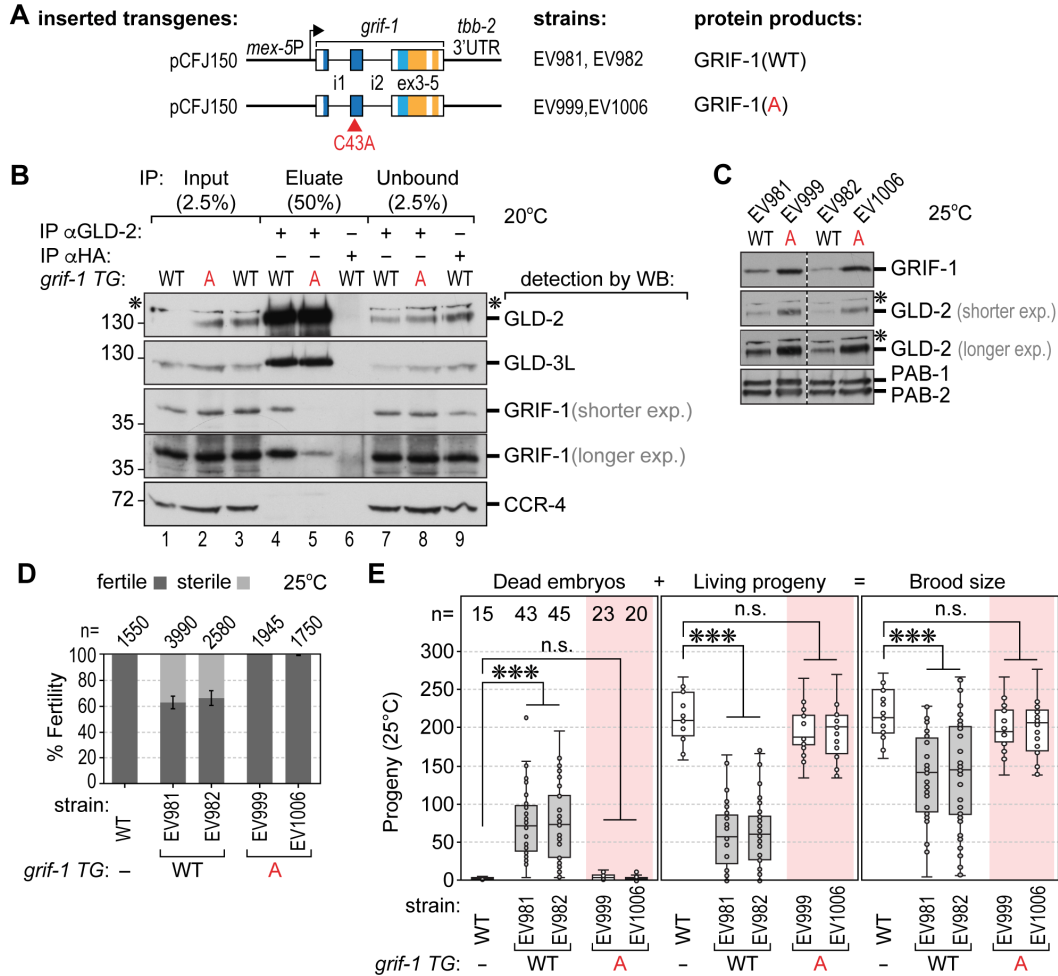 A inserted transgenes: strains: protein products:
mex-5P grif-1 tbb-2 3'UTR
pCFJ150 EV981, EV982 GRIF-1(WT)
i1 i2 ex3-5
pCFJ150 EV999,EV1006 GRIF-1(A)
C43A
B IP: Input (2.5%) Eluate (50%) Unbound (2.5%) 20°C
IP αGLD-2: + + – + + –
IP αHA: – – + – – +
grif-1 TG: WT A WT WT A WT WT A WT detection by WB:
* *
130 GLD-2
130 GLD-3L
35 GRIF-1 (shorter exp.)
35 GRIF-1 (longer exp.)
72 CCR-4
1 2 3 4 5 6 7 8 9
C EV981 EV999 EV982 EV1006 25°C
WT A WT A
GRIF-1
*
GLD-2 (shorter exp.)
*
GLD-2 (longer exp.)
PAB-1
PAB-2
D fertile sterile 25°C
n= 1550 3990 2580 1945 1750
% Fertility
100
80
60
40
20
0
strain: WT EV981 EV982 EV999 EV1006
grif-1 TG: – WT A
E Dead embryos + Living progeny = Brood size
n= 15 43 45 23 20
n.s. n.s. n.s.
*** *** ***
Progeny (25°C)
300
250
200
150
100
50
0
strain: WT EV981 EV982 EV999 EV1006 WT EV981 EV982 EV999 EV1006 WT EV981 EV982 EV999 EV1006
grif-1 TG: – WT A – WT A – WT A